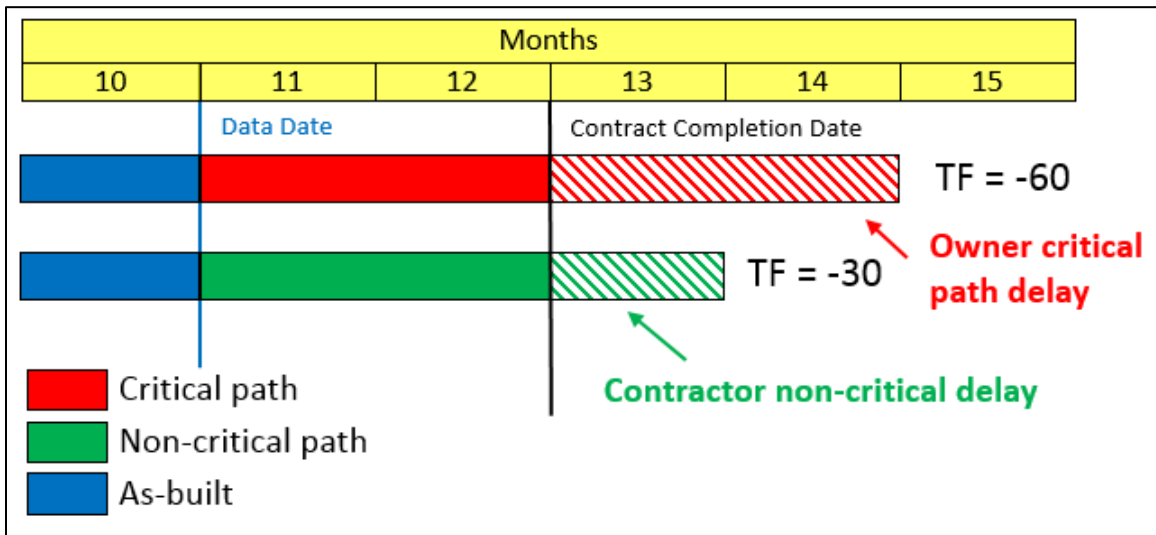 Months
10 11 12 13 14 15
Data Date Contract Completion Date
TF = -60
Owner critical
path delay
TF = -30
Contractor non-critical delay
Critical path
Non-critical path
As-built